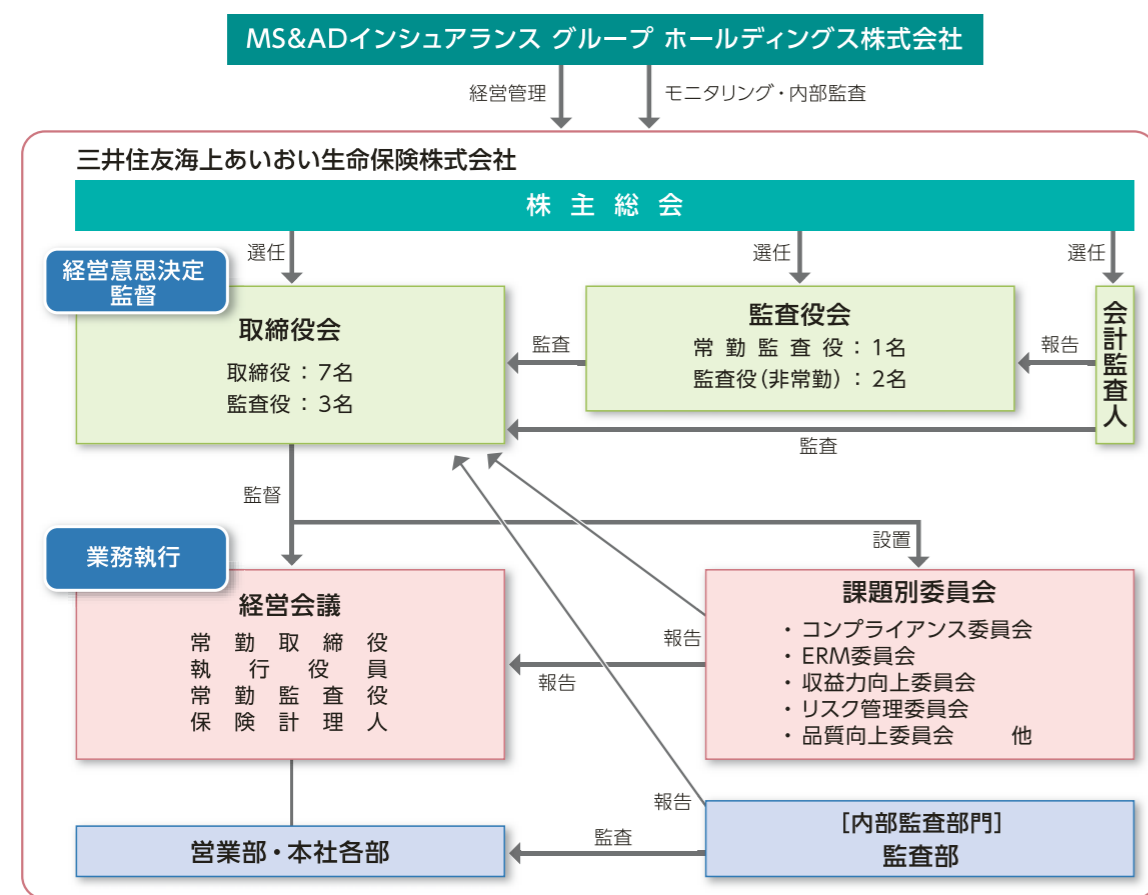 MS&ADインシュアランス グループ ホールディングス株式会社
経営管理
モニタリング・内部監査
三井住友海上あいおい生命保険株式会社
株主総会
選任
選任
選任
経営意思決定
監督
取締役会
取締役：7名
監査役：3名
監査
監査役会
常勤監査役：1名
監査役(非常勤)：2名
報告
会計監査人
監査
監督
設置
業務執行
経営会議
常勤取締役
執行役員
常勤監査役
保険計理人
報告
報告
課題別委員会
・コンプライアンス委員会
・ERM委員会
・収益力向上委員会
・リスク管理委員会
・品質向上委員会　他
報告
営業部・本社各部
監査
[内部監査部門]
監査部